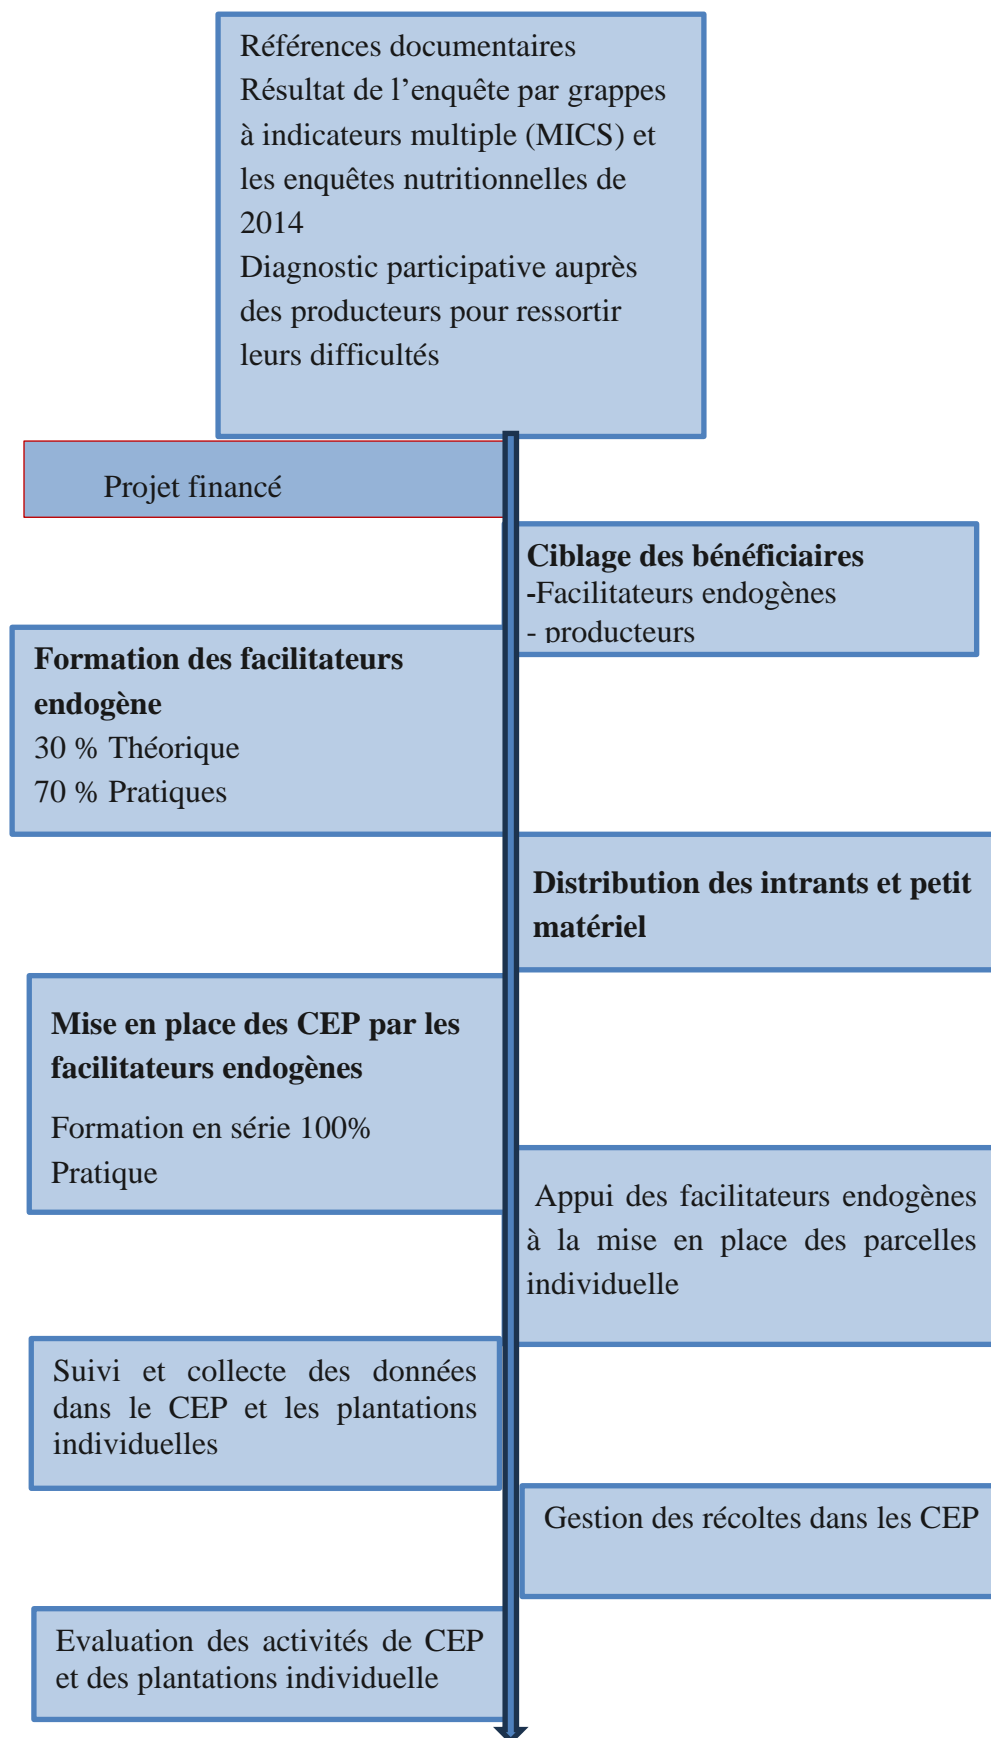 Références documentaires
Résultat de l’enquête par grappes
à indicateurs multiple (MICS) et
les enquêtes nutritionnelles de
2014
Diagnostic participative auprès
des producteurs pour ressortir
leurs difficultés
Projet financé
Ciblage des bénéficiaires
-Facilitateurs endogènes
- producteurs
Formation des facilitateurs
endogène
30 % Théorique
70 % Pratiques
Distribution des intrants et petit
matériel
Mise en place des CEP par les
facilitateurs endogènes
Formation en série 100%
Pratique
Appui des facilitateurs endogènes
à la mise en place des parcelles
individuelle
Suivi et collecte des données
dans le CEP et les plantations
individuelles
Gestion des récoltes dans les CEP
Evaluation des activités de CEP
et des plantations individuelle